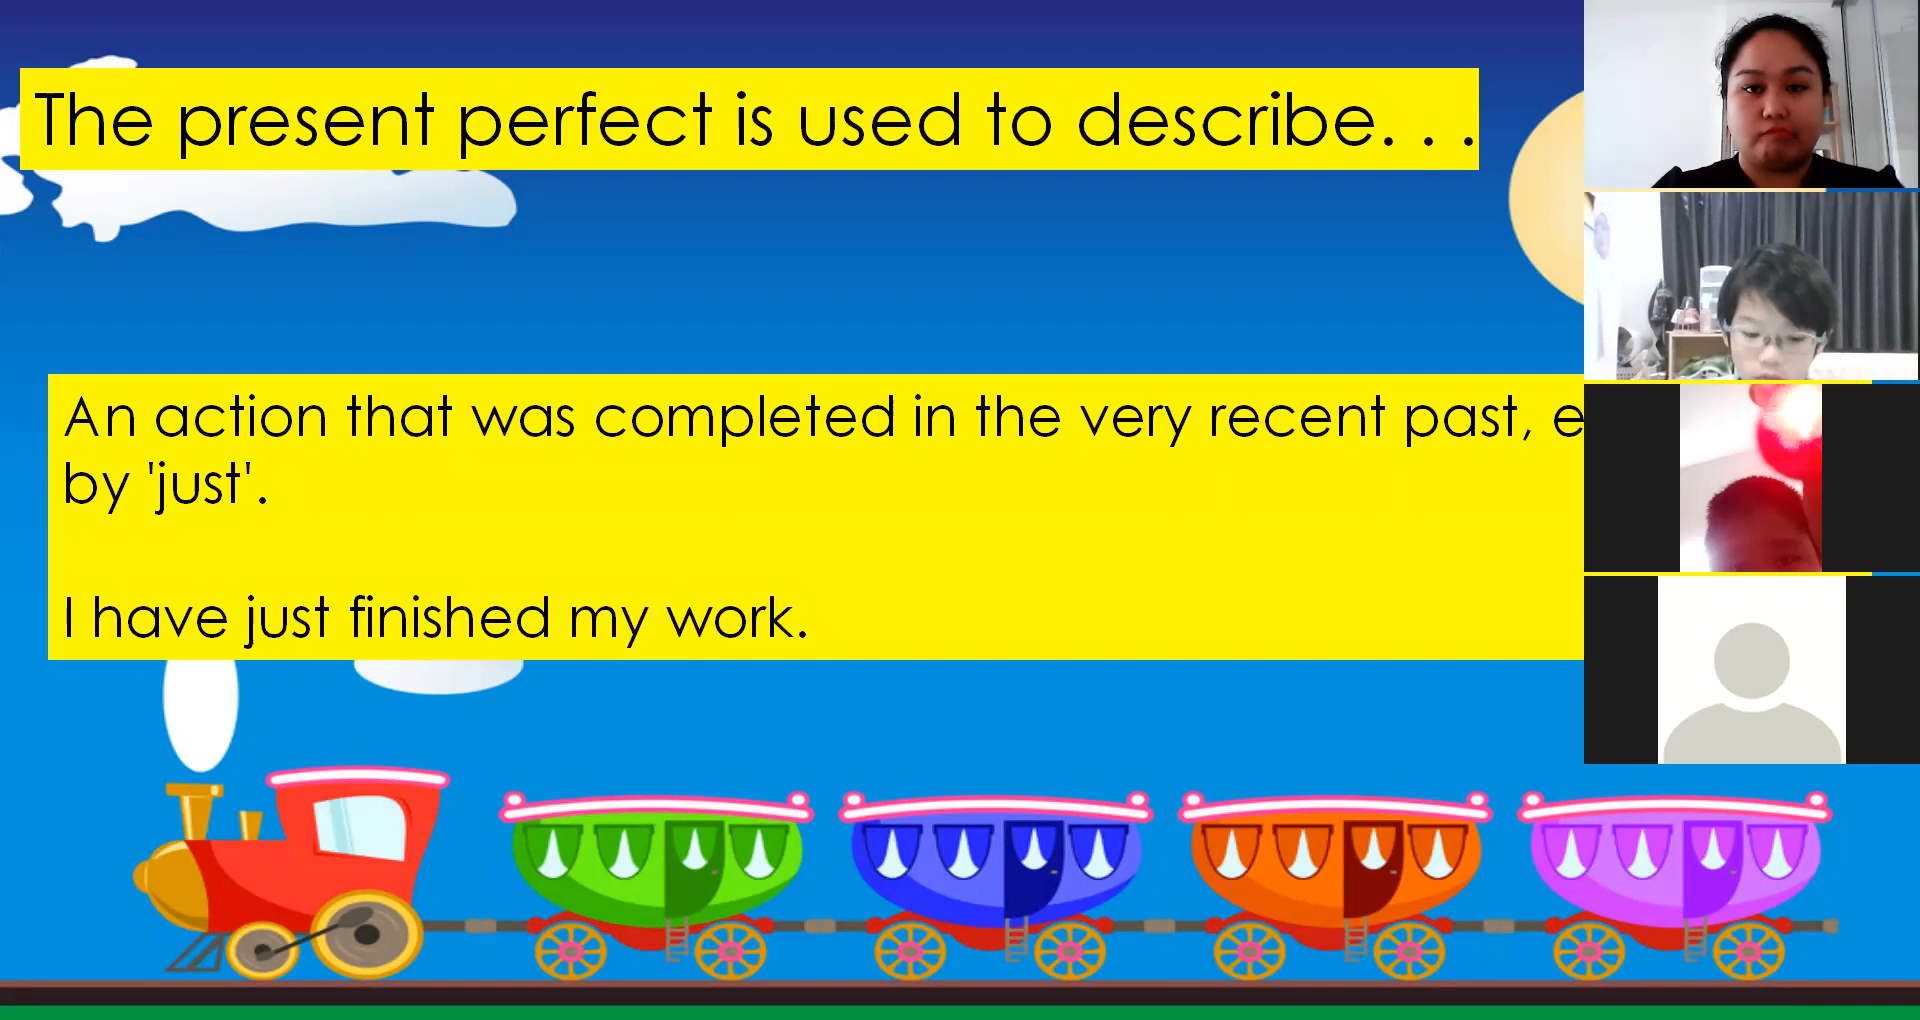 The present perfect is used to describe. . .
An action that was completed in the very recent past,
by 'just'.
I have just finished my work.